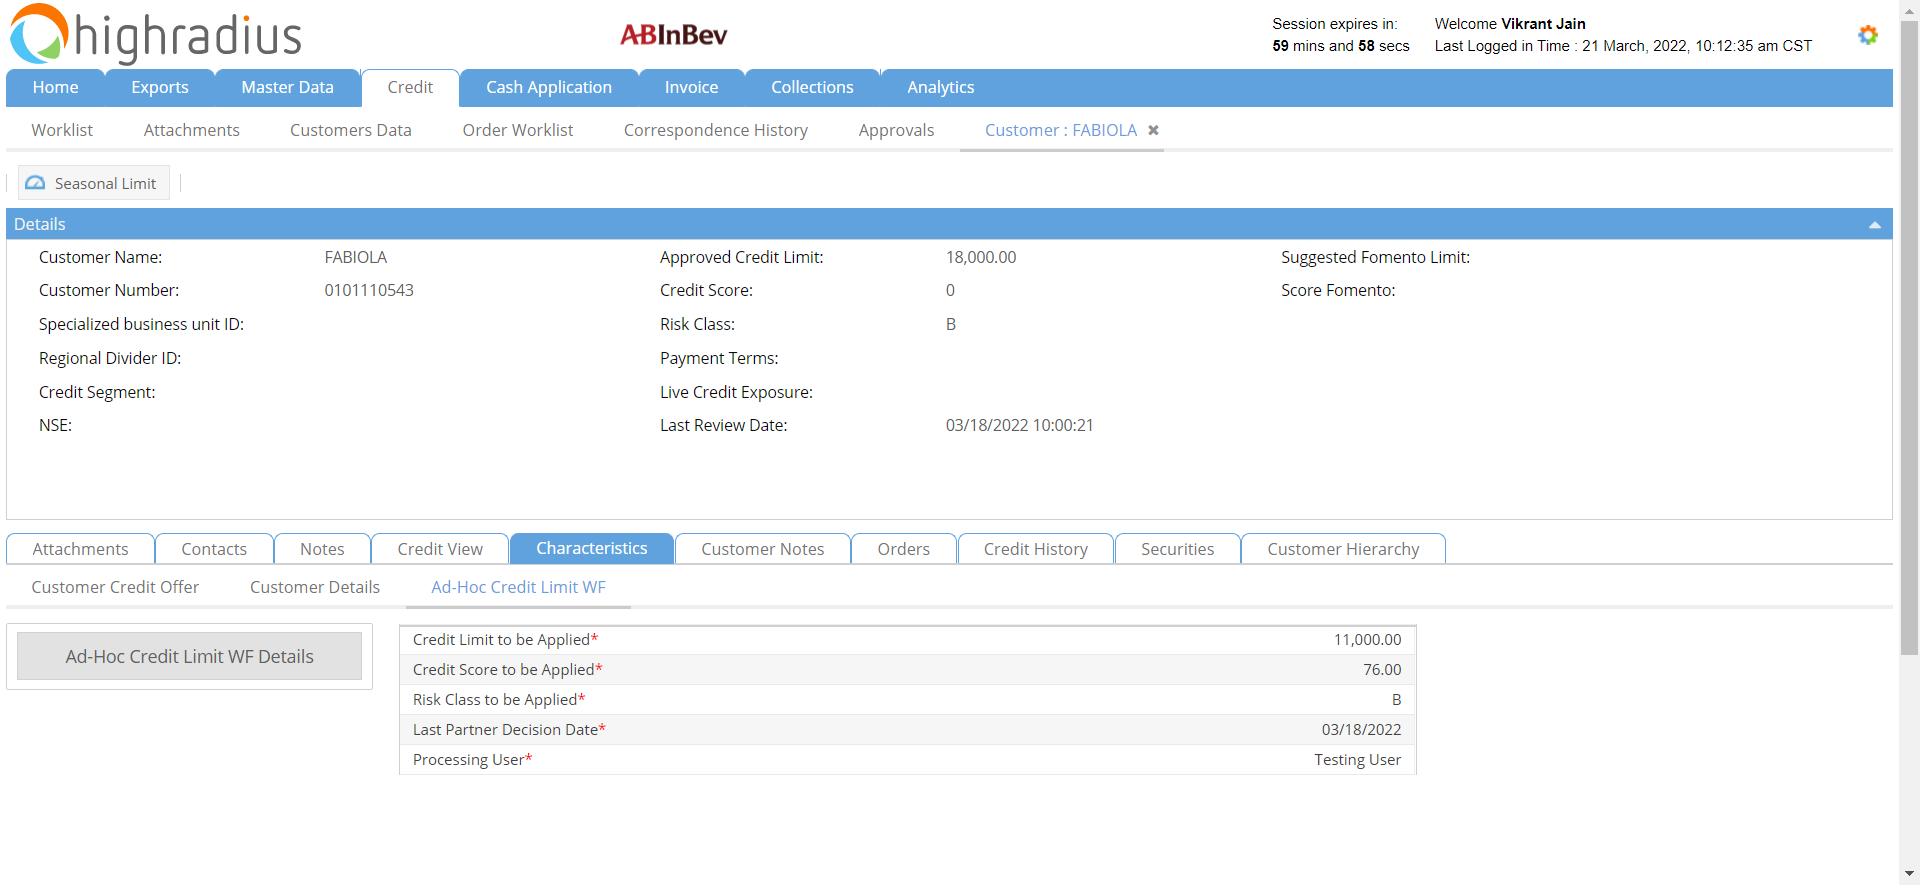 highradius
ABInBev
Session expires in:
59 mins and 58 secs
Welcome Vikrant Jain
Last Logged in Time : 21 March, 2022, 10:12:35 am CST
Home Exports Master Data Credit Cash Application Invoice Collections Analytics
Worklist Attachments Customers Data Order Worklist Correspondence History Approvals Customer : FABIOLA ✖
Seasonal Limit
Details
Customer Name: FABIOLA Approved Credit Limit: 18,000.00 Suggested Fomento Limit:
Customer Number: 0101110543 Credit Score: 0 Score Fomento:
Specialized business unit ID: Risk Class: B
Regional Divider ID: Payment Terms:
Credit Segment: Live Credit Exposure:
NSE: Last Review Date: 03/18/2022 10:00:21
Attachments Contacts Notes Credit View Characteristics Customer Notes Orders Credit History Securities Customer Hierarchy
Customer Credit Offer Customer Details Ad-Hoc Credit Limit WF
Ad-Hoc Credit Limit WF Details
Credit Limit to be Applied* 11,000.00
Credit Score to be Applied* 76.00
Risk Class to be Applied* B
Last Partner Decision Date* 03/18/2022
Processing User* Testing User